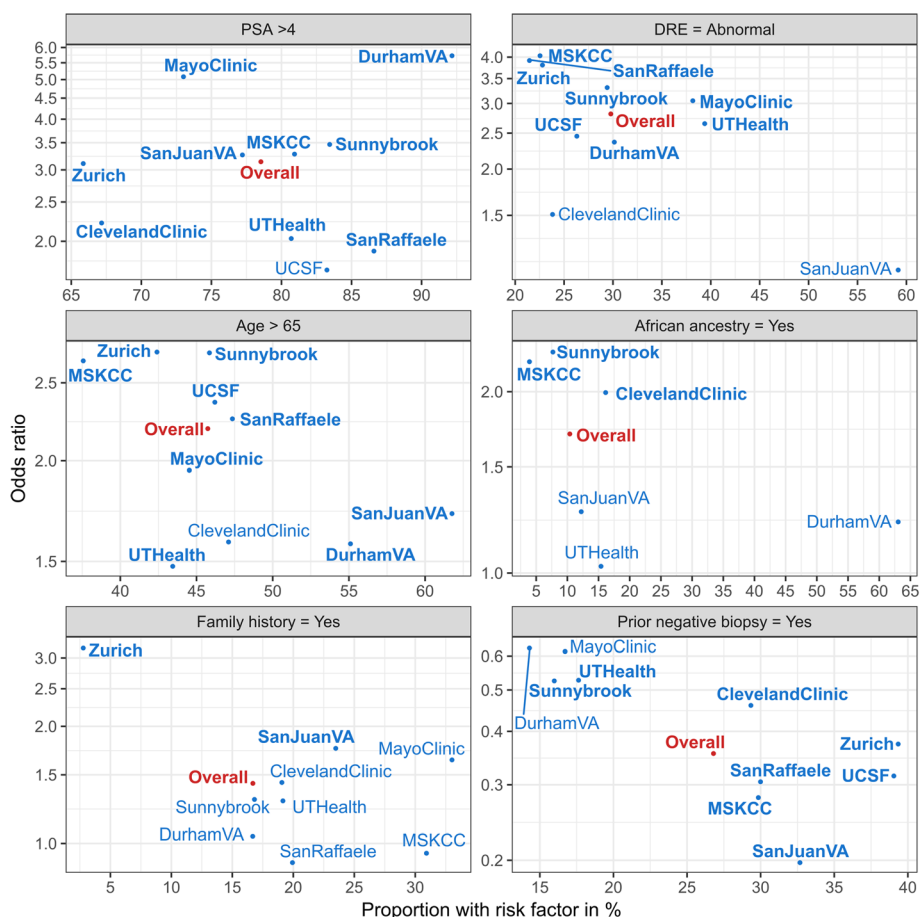 PSA >4
DRE = Abnormal
6.0
5.5
5.0
4.5
4.0
3.5
3.0
2.5
2.0
DurhamVA
MayoClinic
MSKCC
Sunnybrook
SanJuanVA
Overall
Zurich
ClevelandClinic
UTHealth
SanRaffaele
UCSF
65 70 75 80 85 90
4.0
3.5
3.0
2.5
2.0
1.5
MSKCC
SanRaffaele
Zurich
Sunnybrook
MayoClinic
Overall
UTHealth
UCSF
DurhamVA
ClevelandClinic
SanJuanVA
20 25 30 35 40 45 50 55 60
Age > 65
African ancestry = Yes
Odds ratio
2.5
2.0
1.5
Zurich
Sunnybrook
MSKCC
UCSF
SanRaffaele
Overall
MayoClinic
SanJuanVA
ClevelandClinic
UTHealth
DurhamVA
40 45 50 55 60
2.0
1.5
1.0
Sunnybrook
MSKCC
ClevelandClinic
Overall
SanJuanVA
DurhamVA
UTHealth
5 10 15 20 25 30 35 40 45 50 55 60 65
Family history = Yes
Prior negative biopsy = Yes
3.0
2.5
2.0
1.5
1.0
Zurich
SanJuanVA
MayoClinic
Overall
ClevelandClinic
Sunnybrook
UTHealth
DurhamVA
MSKCC
SanRaffaele
5 10 15 20 25 30
0.6
0.5
0.4
0.3
0.2
MayoClinic
UTHealth
Sunnybrook
ClevelandClinic
DurhamVA
Overall
Zurich
SanRaffaele
UCSF
MSKCC
SanJuanVA
15 20 25 30 35 40
Proportion with risk factor in %